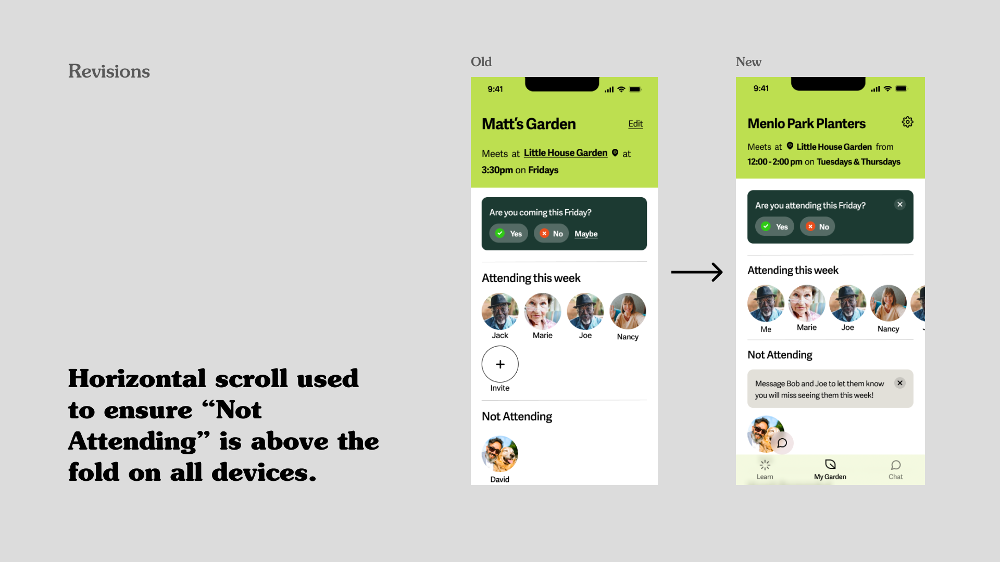 Revisions
Horizontal scroll used
to ensure “Not
Attending” is above the
fold on all devices.
Old
9:41
Matt’s Garden
Edit
Meets at Little House Garden at
3:30pm on Fridays
Are you coming this Friday?
Yes
No
Maybe
Attending this week
Jack
Marie
Joe
Nancy
Invite
Not Attending
David
New
9:41
Menlo Park Planters
Meets at Little House Garden from
12:00 - 2:00 pm on Tuesdays & Thursdays
Are you attending this Friday?
Yes
No
Attending this week
Me
Marie
Joe
Nancy
Not Attending
Message Bob and Joe to let them know
you will miss seeing them this week!
Learn
My Garden
Chat